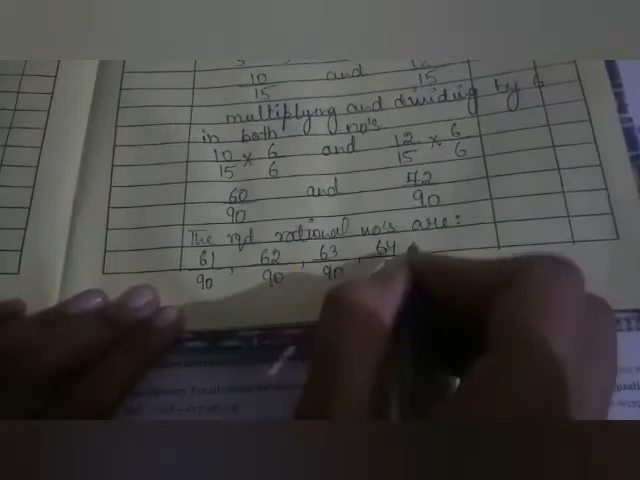 10/15 and 12/15
multiplying and dividing by 6
in both no's
10/15 × 6/6 and 12/15 × 6/6
60/90 and 72/90
The rqd rational no's are:
61/90, 62/90, 63/90, 64